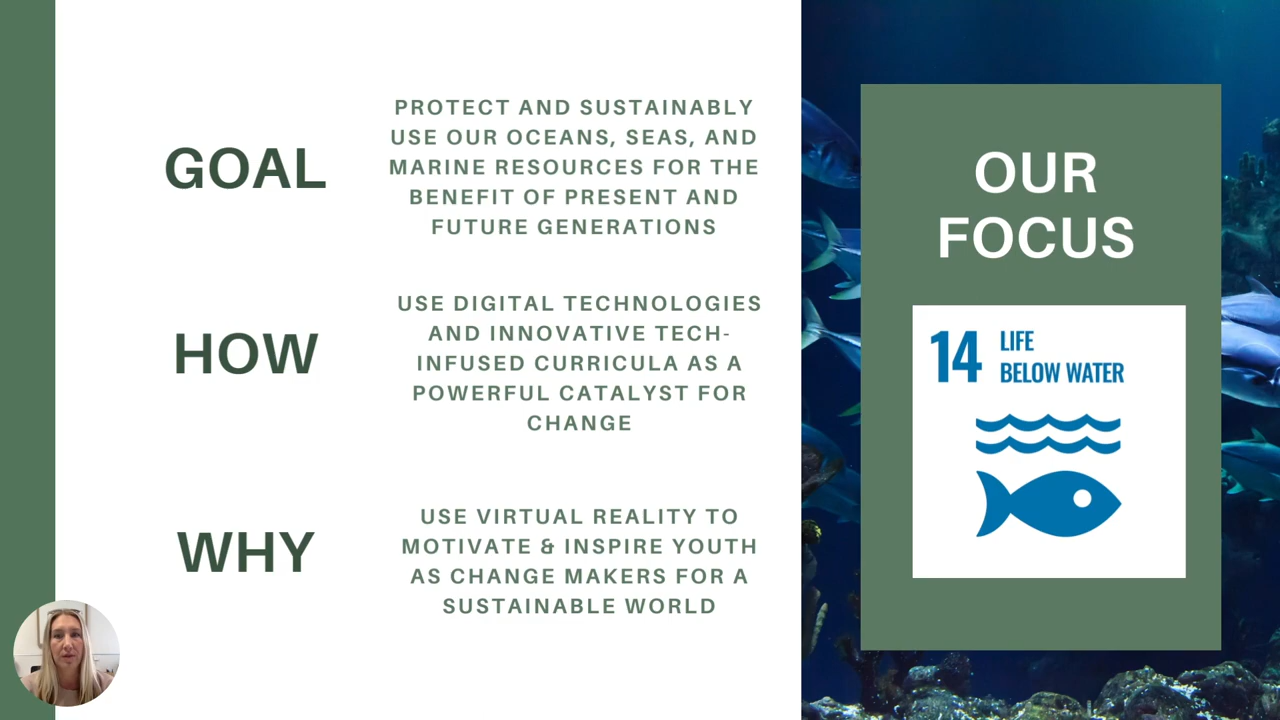 GOAL
PROTECT AND SUSTAINABLY
USE OUR OCEANS, SEAS, AND
MARINE RESOURCES FOR THE
BENEFIT OF PRESENT AND
FUTURE GENERATIONS
HOW
USE DIGITAL TECHNOLOGIES
AND INNOVATIVE TECH-
INFUSED CURRICULA AS A
POWERFUL CATALYST FOR
CHANGE
WHY
USE VIRTUAL REALITY TO
MOTIVATE & INSPIRE YOUTH
AS CHANGE MAKERS FOR A
SUSTAINABLE WORLD
OUR
FOCUS
14 LIFE
BELOW WATER